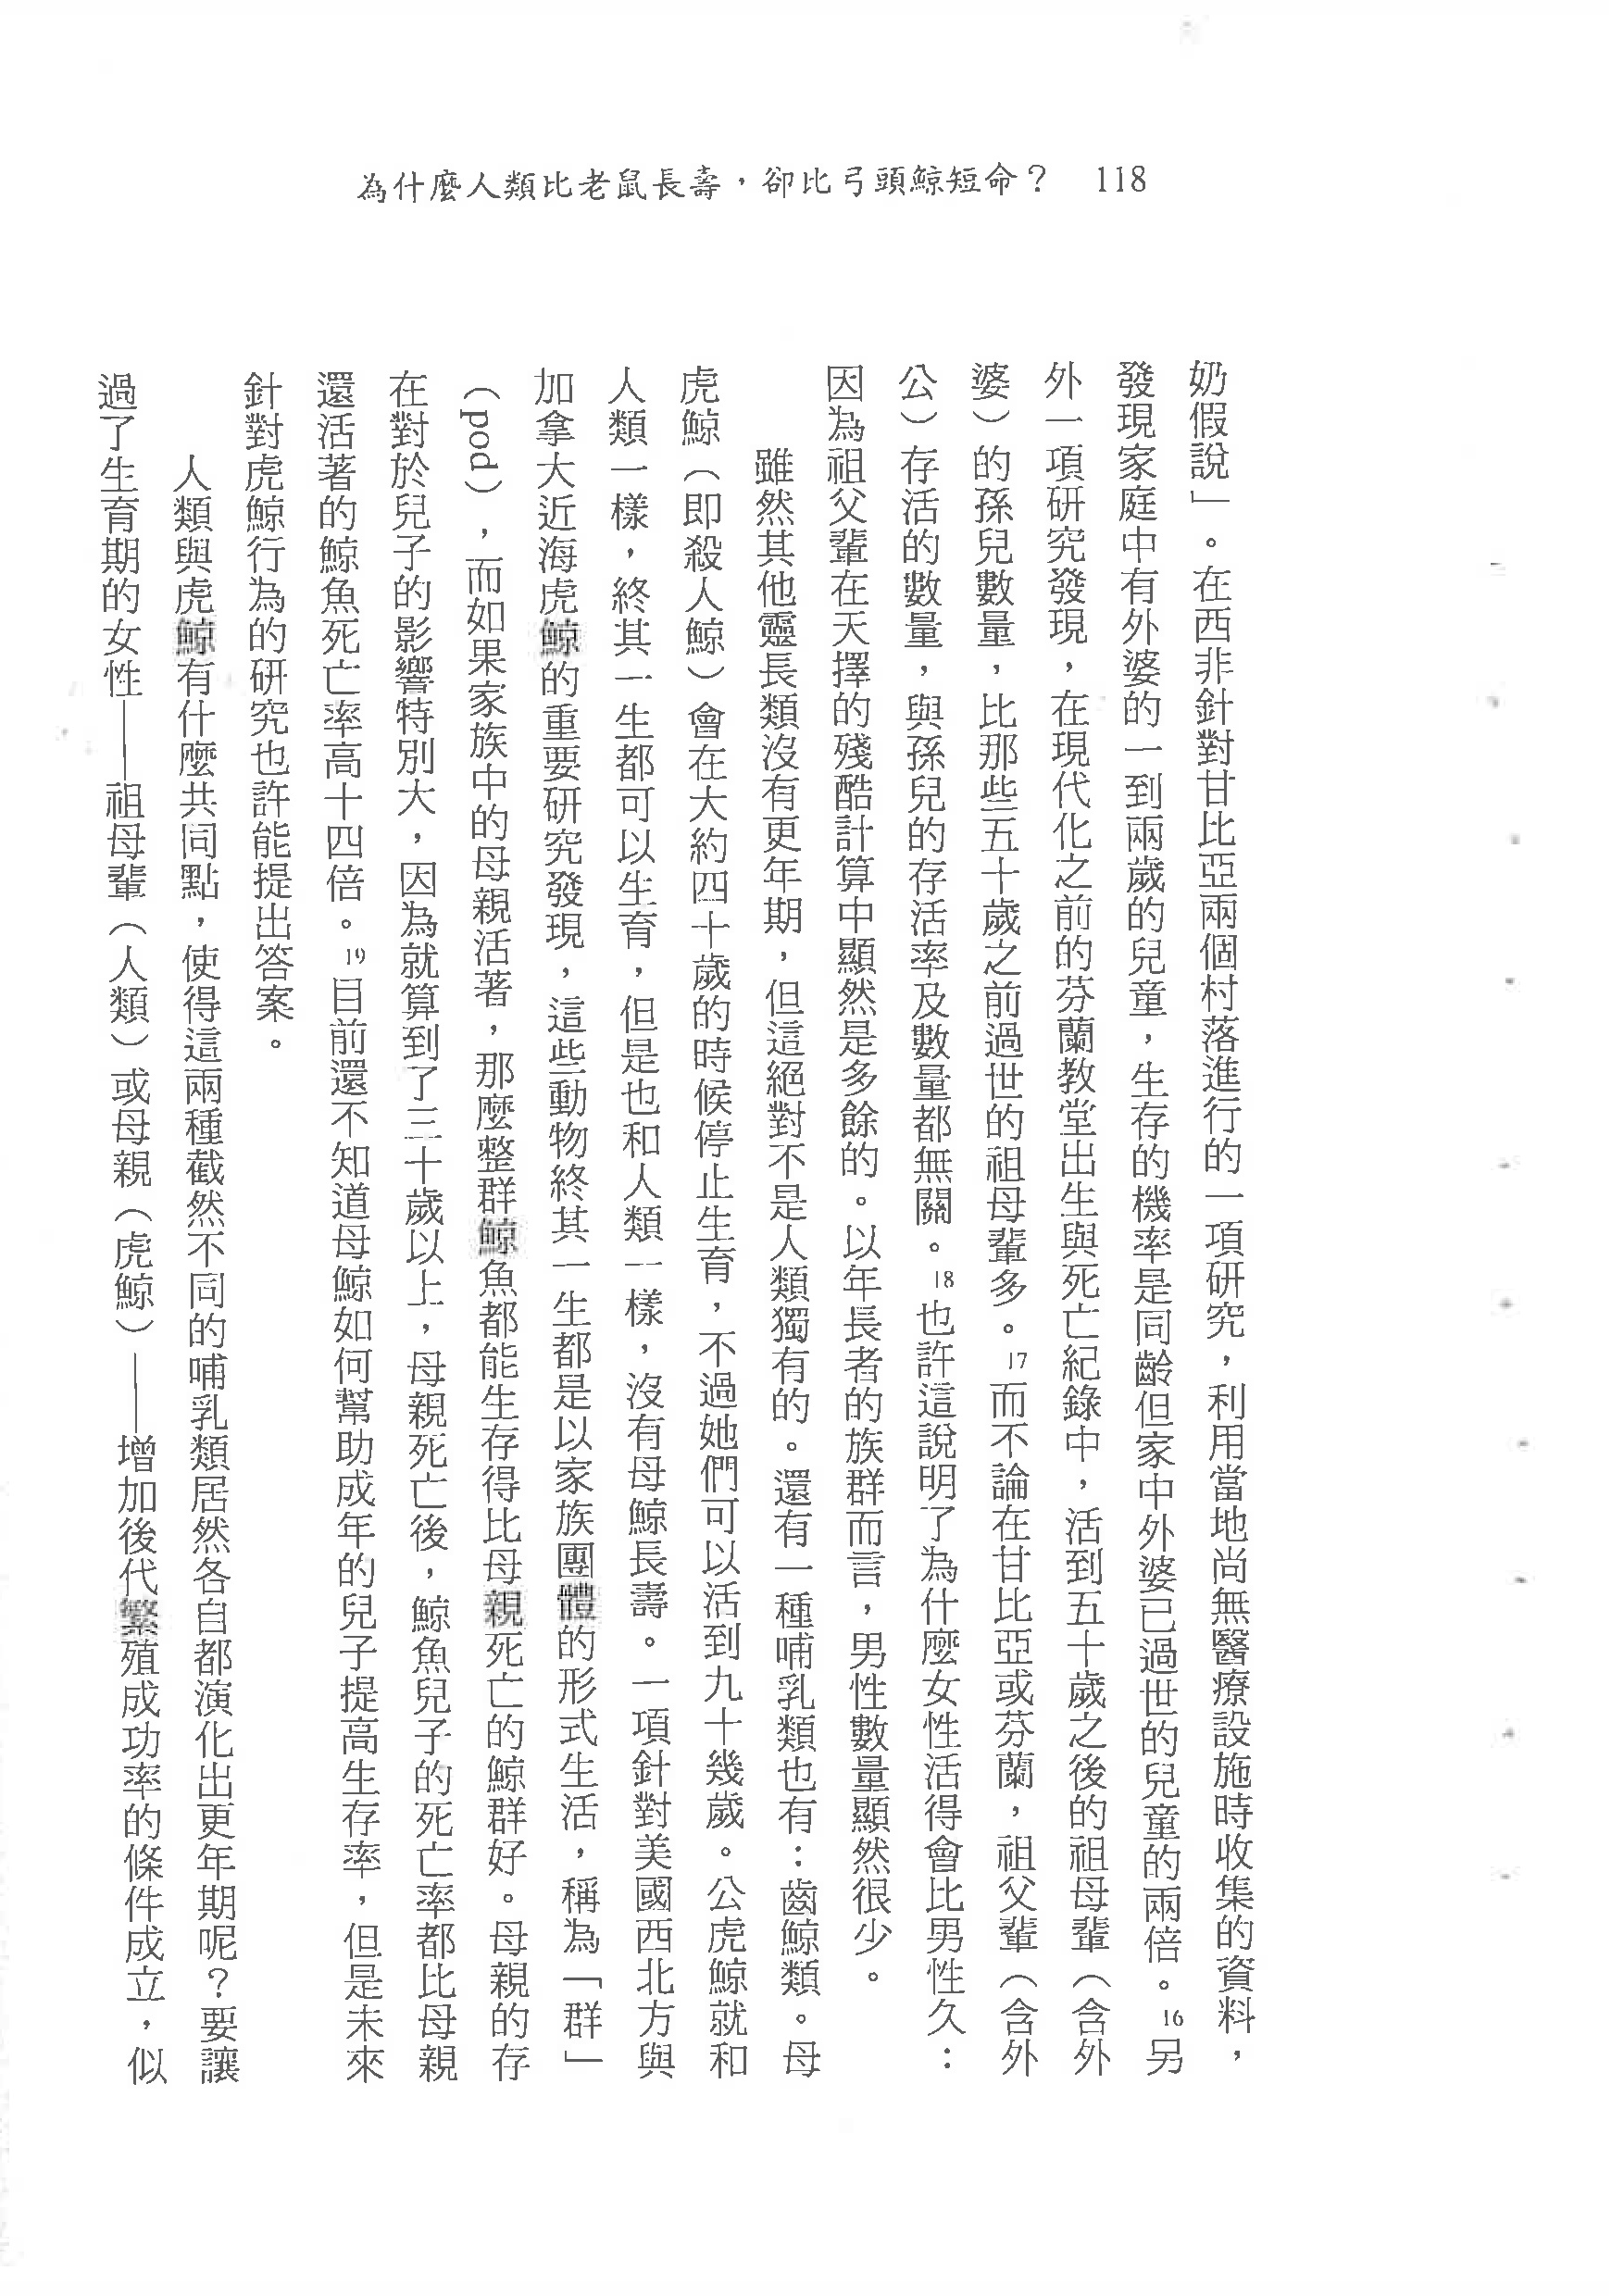 為什麼人類比老鼠長壽，卻比弓頭鯨短命？ 118
奶假說」。在西非針對甘比亞兩個村落進行的一項研究，利用當地尚無醫療設施時收集的資料，
發現家庭中有外婆的一到兩歲的兒童，生存的機率是同齡但家中外婆已過世的兒童的兩倍。16另
外一項研究發現，在現代化之前的芬蘭教堂出生與死亡紀錄中，活到五十歲之後的祖母輩（含外
婆）的孫兒數量，比那些五十歲之前過世的祖母輩多。17而不論在甘比亞或芬蘭，祖父輩（含外
公）存活的數量，與孫兒的存活率及數量都無關。18也許這說明了為什麼女性活得會比男性久：
因為祖父輩在天擇的殘酷計算中顯然是多餘的。以年長者的族群而言，男性數量顯然很少。
雖然其他靈長類沒有更年期，但這絕對不是人類獨有的。還有一種哺乳類也有：齒鯨類。母
虎鯨（即殺人鯨）會在大約四十歲的時候停止生育，不過她們可以活到九十幾歲。公虎鯨就和
人類一樣，終其一生都可以生育，但是也和人類一樣，沒有母鯨長壽。一項針對美國西北方與
加拿大近海虎鯨的重要研究發現，這些動物終其一生都是以家族團體的形式生活，稱為「群」
（pod），而如果家族中的母親活著，那麼整群鯨魚都能生存得比母親死亡的鯨群好。母親的存
在對於兒子的影響特別大，因為就算到了三十歲以上，母親死亡後，鯨魚兒子的死亡率都比母親
還活著的鯨魚死亡率高十四倍。19目前還不知道母鯨如何幫助成年的兒子提高生存率，但是未來
針對虎鯨行為的研究也許能提出答案。
人類與虎鯨有什麼共同點，使得這兩種截然不同的哺乳類居然各自都演化出更年期呢？要讓
過了生育期的女性——祖母輩（人類）或母親（虎鯨）——增加後代繁殖成功率的條件成立，似